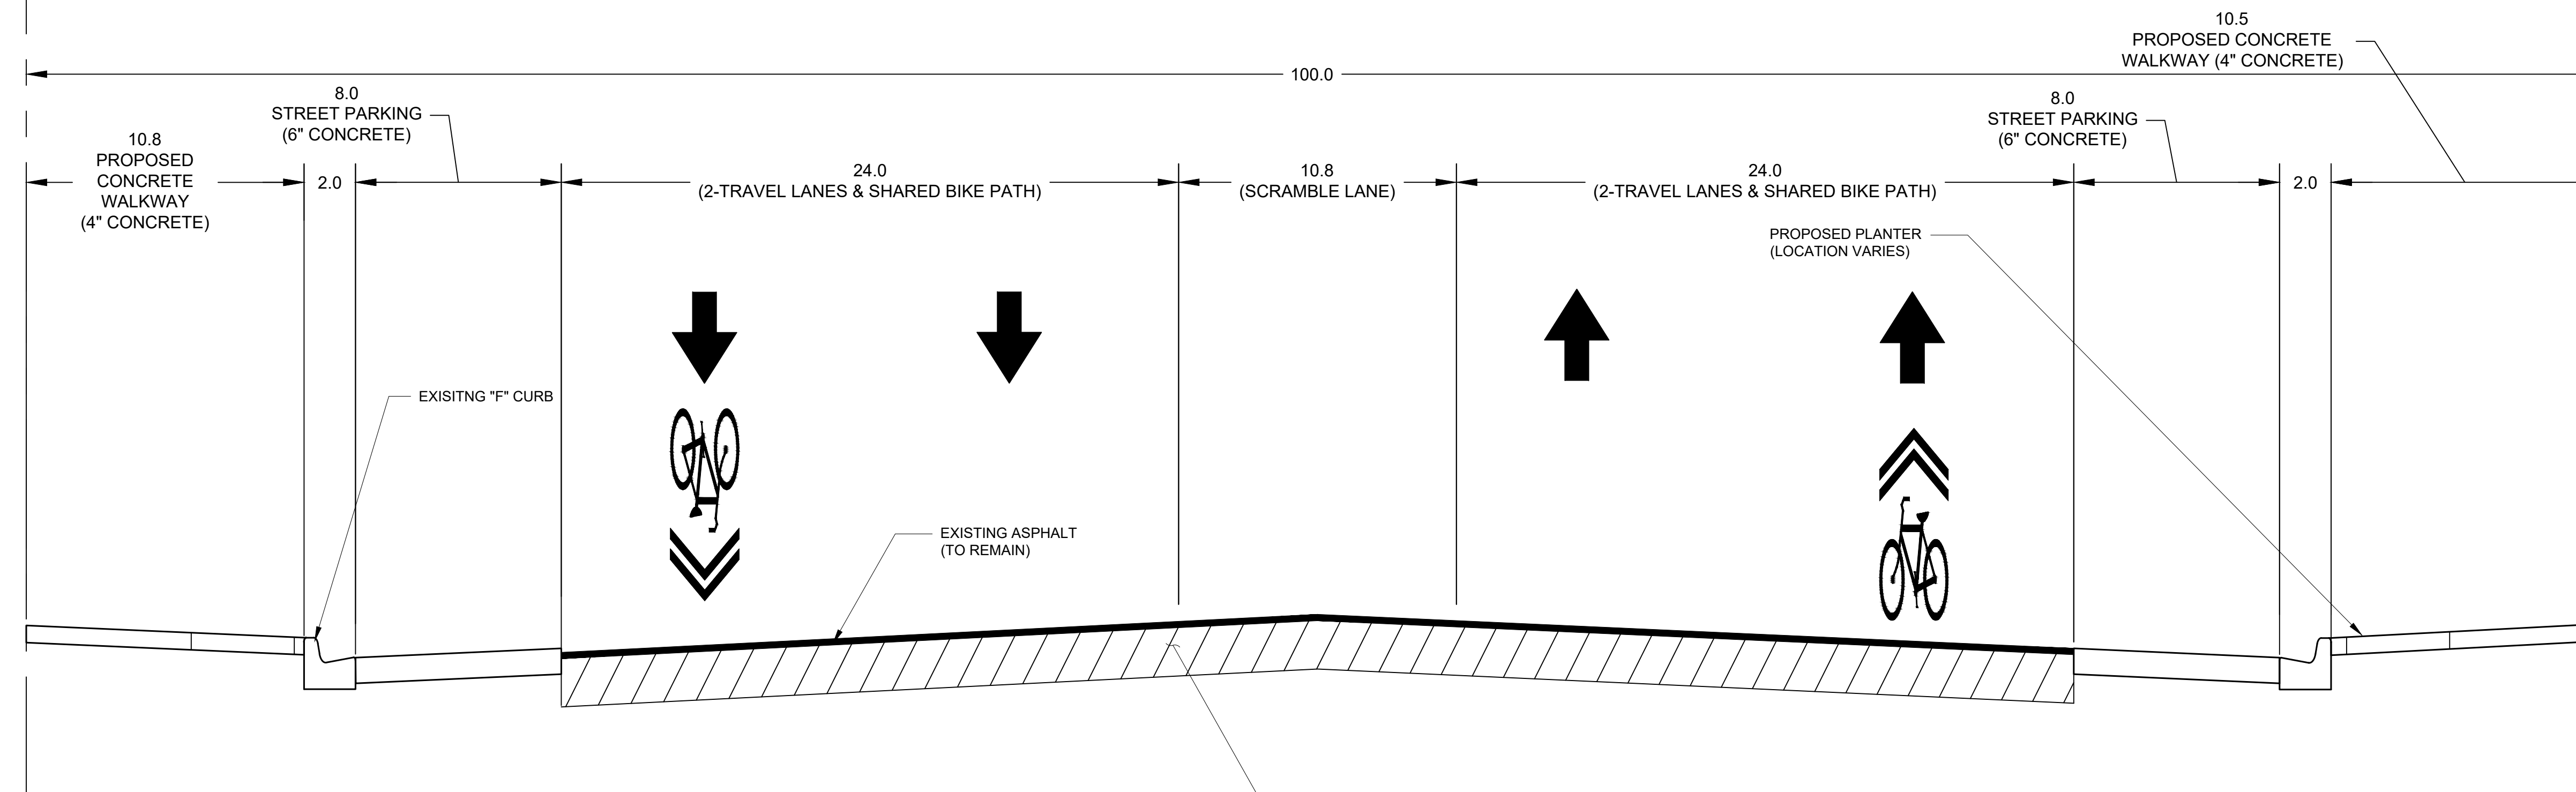 10.5
PROPOSED CONCRETE
WALKWAY (4" CONCRETE)
100.0
8.0
STREET PARKING
(6" CONCRETE)
8.0
STREET PARKING
(6" CONCRETE)
10.8
PROPOSED
CONCRETE
WALKWAY
(4" CONCRETE)
2.0
24.0
(2-TRAVEL LANES & SHARED BIKE PATH)
10.8
(SCRAMBLE LANE)
24.0
(2-TRAVEL LANES & SHARED BIKE PATH)
2.0
PROPOSED PLANTER
(LOCATION VARIES)
EXISITNG "F" CURB
EXISTING ASPHALT
(TO REMAIN)